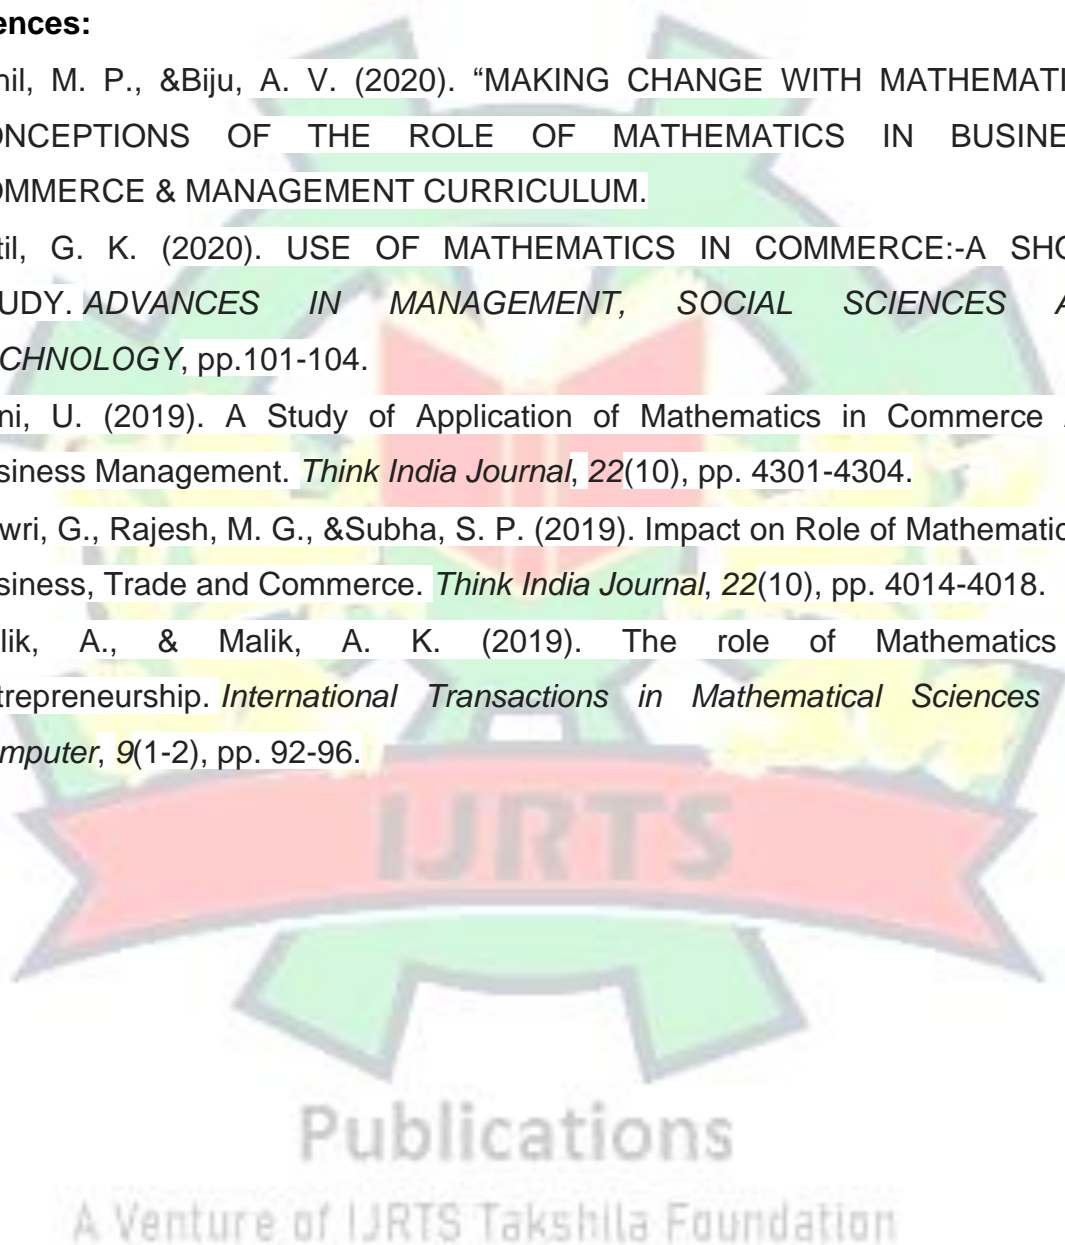 ences:
nil, M. P., &Biju, A. V. (2020). “MAKING CHANGE WITH MATHEMATI
ONCEPTIONS OF THE ROLE OF MATHEMATICS IN BUSINE
OMMERCE & MANAGEMENT CURRICULUM.
til, G. K. (2020). USE OF MATHEMATICS IN COMMERCE:-A SHO
UDY. ADVANCES IN MANAGEMENT, SOCIAL SCIENCES A
CHNOLOGY, pp.101-104.
ni, U. (2019). A Study of Application of Mathematics in Commerce
siness Management. Think India Journal, 22(10), pp. 4301-4304.
wri, G., Rajesh, M. G., &Subha, S. P. (2019). Impact on Role of Mathematic
siness, Trade and Commerce. Think India Journal, 22(10), pp. 4014-4018.
lik, A., & Malik, A. K. (2019). The role of Mathematics
trepreneurship. International Transactions in Mathematical Sciences
mputer, 9(1-2), pp. 92-96.
IJRTS
Publications
A Venture of IJRTS Takshila Foundation